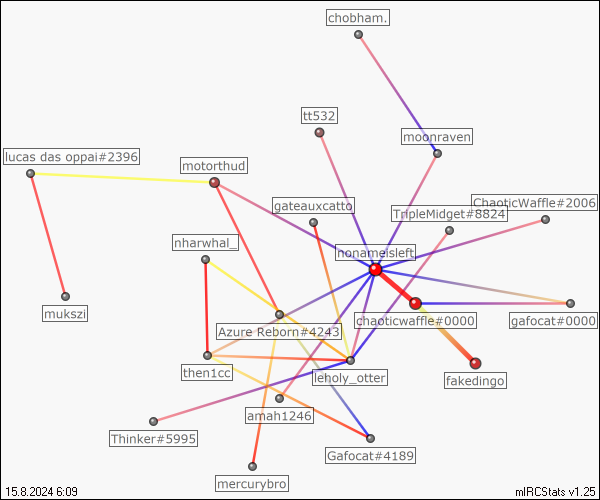 chobham.
tt532
moonraven
lucas das oppai#2396
motorthud
gateauxcatto
ChaoticWaffle#2006
TripleMidget#8824
nharwhal_
nonameisleft
mukszi
Azure Reborn#4243
chaoticwaffle#0000
gafocat#0000
then1cc
leholy_otter
fakedingo
amah1246
Thinker#5995
Gafocat#4189
mercurybro
15.8.2024 6:09
mIRCStats v1.25